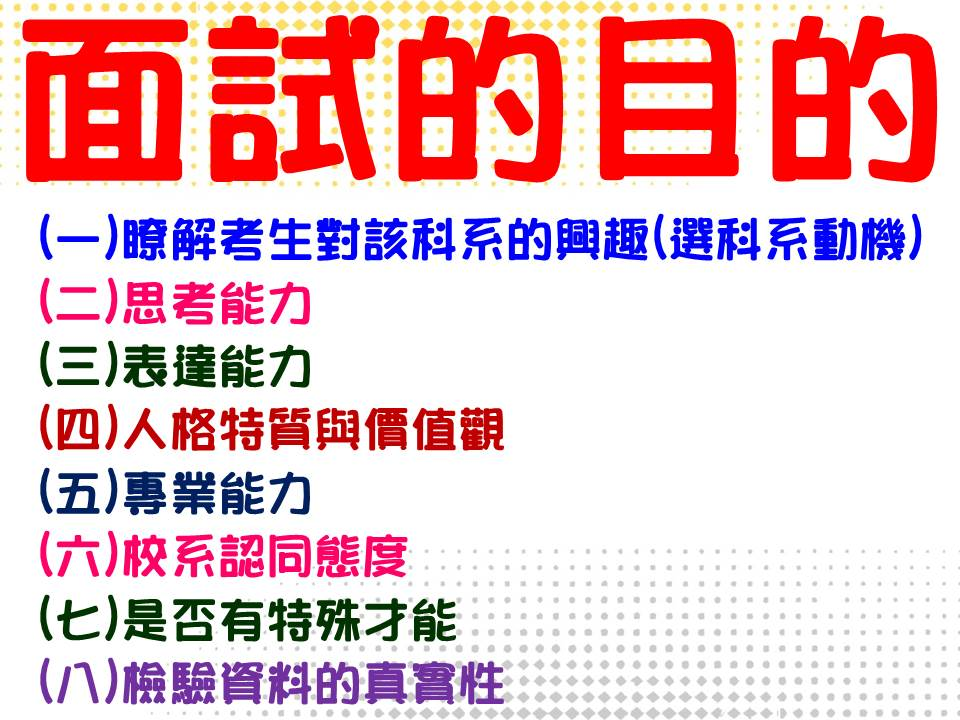 面試的目的
(一)瞭解考生對該科系的興趣(選科系動機)
(二)思考能力
(三)表達能力
(四)人格特質與價值觀
(五)專業能力
(六)校系認同態度
(七)是否有特殊才能
(八)檢驗資料的真實性